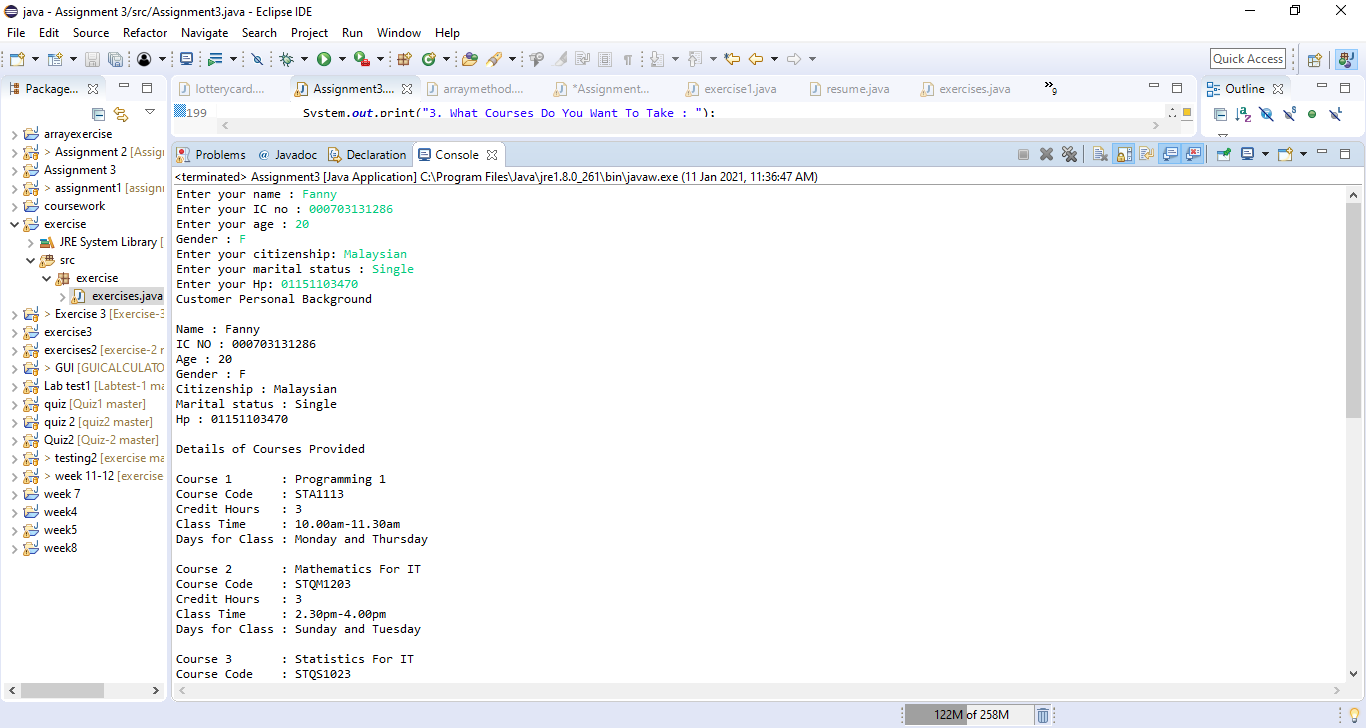 java - Assignment 3/src/Assignment3.java - Eclipse IDE
File Edit Source Refactor Navigate Search Project Run Window Help
Quick Access
Package...
lotterycard.... Assignment3.... arraymethod.... *Assignment... exercise1.java resume.java exercises.java »9
Outline
199 System.out.print("3. What Courses Do You Want To Take : ");
arrayexercise
> Assignment 2 [Assig
Assignment 3
> assignment1 [assign
coursework
exercise
JRE System Library [
src
exercise
exercises.java
> Exercise 3 [Exercise-3
exercise3
exercises2 [exercise-2 r
> GUI [GUICALCULATO
Lab test1 [Labtest-1 ma
quiz [Quiz1 master]
quiz 2 [quiz2 master]
Quiz2 [Quiz-2 master]
> testing2 [exercise ma
> week 11-12 [exercise
week 7
week4
week5
week8
Problems @ Javadoc Declaration Console
<terminated> Assignment3 [Java Application] C:\Program Files\Java\jre1.8.0_261\bin\javaw.exe (11 Jan 2021, 11:36:47 AM)
Enter your name : Fanny
Enter your IC no : 000703131286
Enter your age : 20
Gender : F
Enter your citizenship: Malaysian
Enter your marital status : Single
Enter your Hp: 01151103470
Customer Personal Background
Name : Fanny
IC NO : 000703131286
Age : 20
Gender : F
Citizenship : Malaysian
Marital status : Single
Hp : 01151103470
Details of Courses Provided
Course 1 : Programming 1
Course Code : STA1113
Credit Hours : 3
Class Time : 10.00am-11.30am
Days for Class : Monday and Thursday
Course 2 : Mathematics For IT
Course Code : STQM1203
Credit Hours : 3
Class Time : 2.30pm-4.00pm
Days for Class : Sunday and Tuesday
Course 3 : Statistics For IT
Course Code : STQS1023
122M of 258M